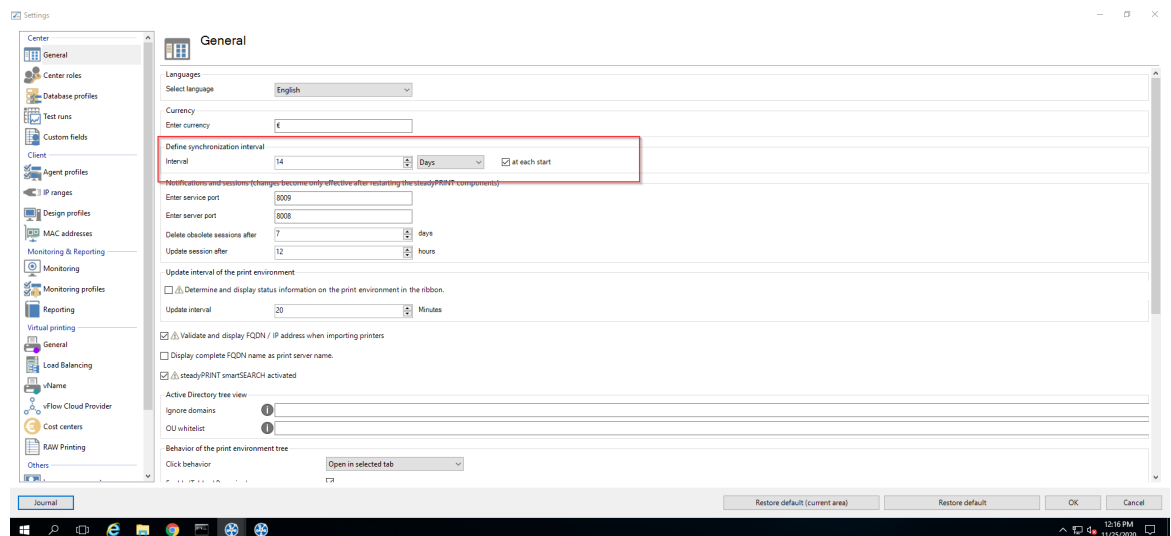 Settings
Center
General
Center roles
Database profiles
Test runs
Custom fields
Client
Agent profiles
IP ranges
Design profiles
MAC addresses
Monitoring & Reporting
Monitoring
Monitoring profiles
Reporting
Virtual printing
General
Load Balancing
vName
vFlow Cloud Provider
Cost centers
RAW Printing
Others
General
Languages
Select language English
Currency
Enter currency €
Define synchronization interval
Interval 14 Days at each start
Notifications and sessions (changes become only effective after restarting the steadyPRINT components)
Enter service port 8009
Enter server port 8008
Delete obsolete sessions after 7 days
Update session after 12 hours
Update interval of the print environment
Determine and display status information on the print environment in the ribbon.
Update interval 20 Minutes
Validate and display FQDN / IP address when importing printers
Display complete FQDN name as print server name.
steadyPRINT smartSEARCH activated
Active Directory tree view
Ignore domains
OU whitelist
Behavior of the print environment tree
Click behavior Open in selected tab
Journal Restore default (current area) Restore default OK Cancel
12:16 PM
11/25/2020